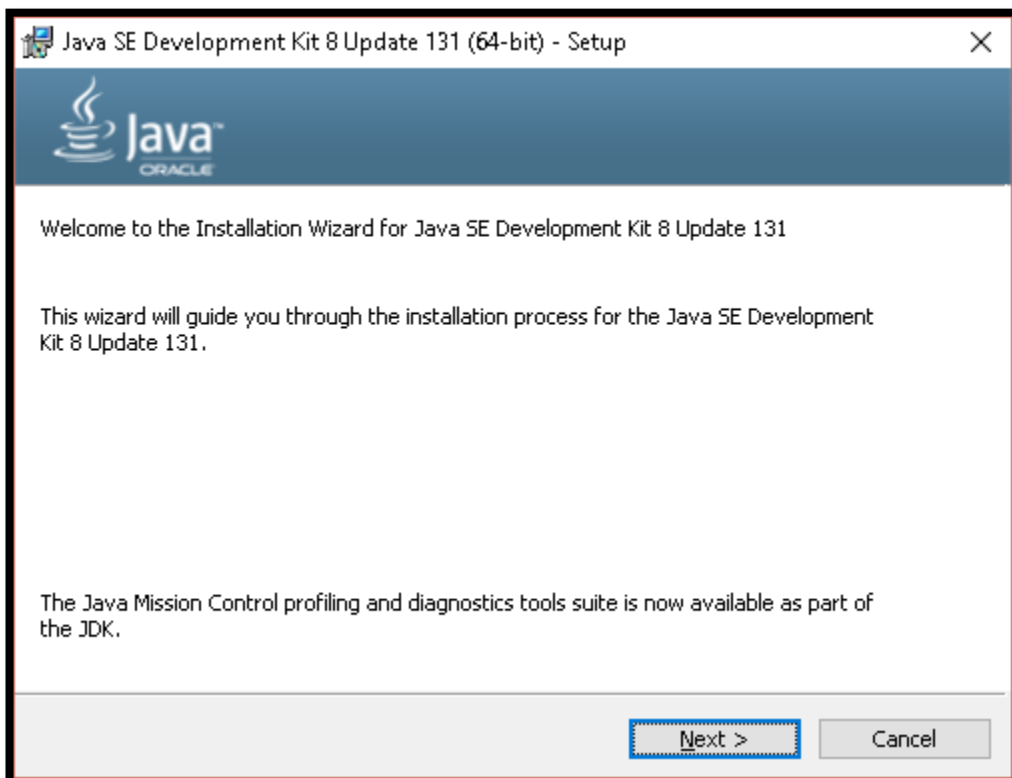 Java SE Development Kit 8 Update 131 (64-bit) - Setup
Java™
ORACLE
Welcome to the Installation Wizard for Java SE Development Kit 8 Update 131
This wizard will guide you through the installation process for the Java SE Development
Kit 8 Update 131.
The Java Mission Control profiling and diagnostics tools suite is now available as part of
the JDK.
Next >
Cancel